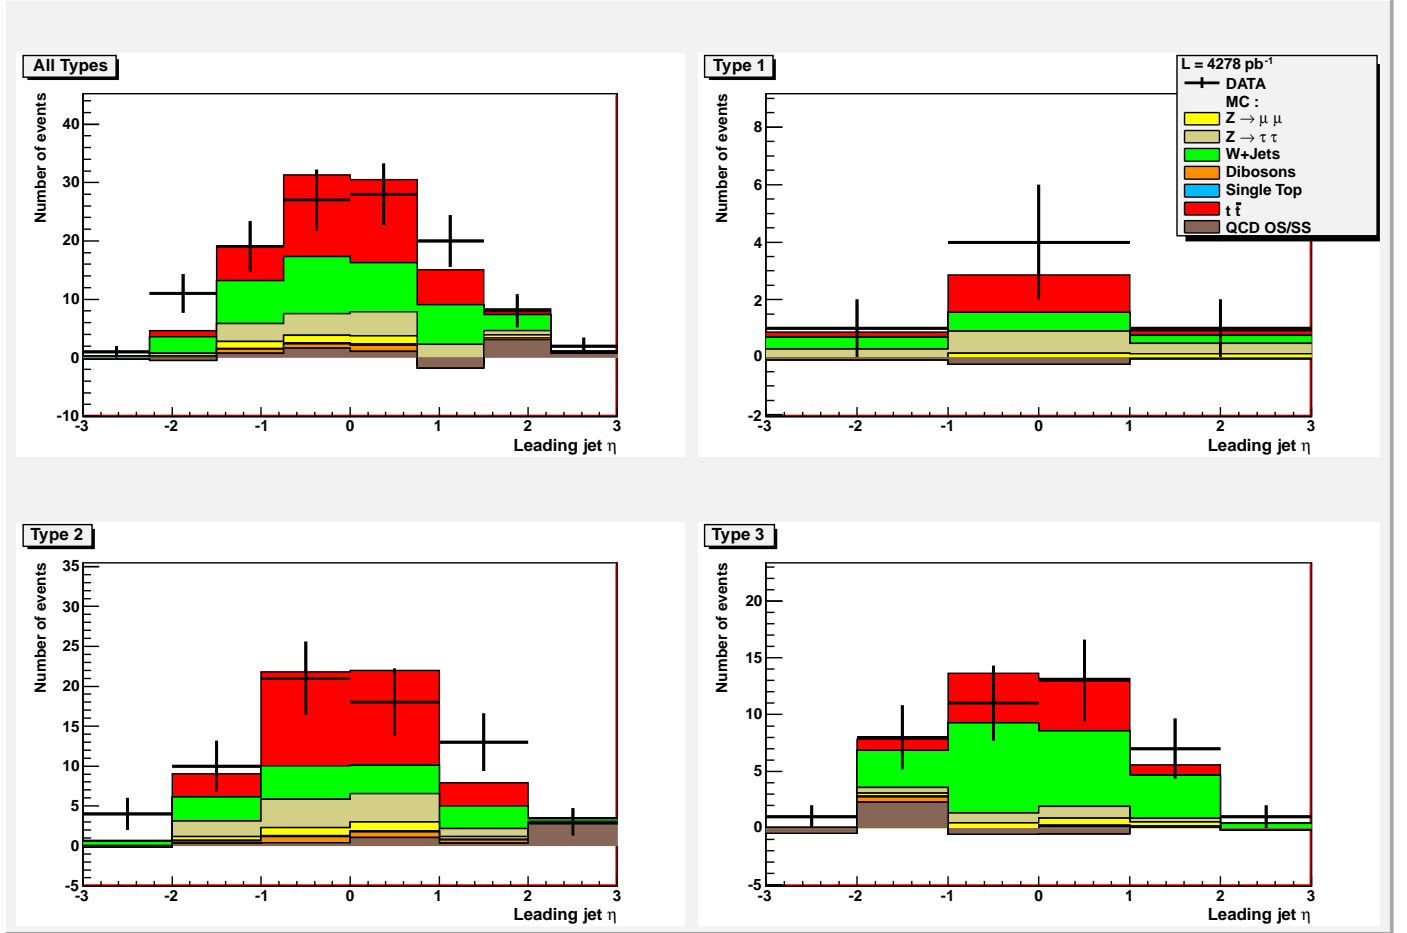 All Types
Number of events
40
30
20
10
0
-10
-3 -2 -1 0 1 2 3
Leading jet η
Type 1
Number of events
8
6
4
2
0
-2
-3 -2 -1 0 1 2 3
Leading jet η
L = 4278 pb⁻¹
DATA
MC :
Z → μ μ
Z → τ τ
W+Jets
Dibosons
Single Top
t t̄
QCD OS/SS
Type 2
Number of events
35
30
25
20
15
10
5
0
-5
-3 -2 -1 0 1 2 3
Leading jet η
Type 3
Number of events
20
15
10
5
0
-5
-3 -2 -1 0 1 2 3
Leading jet η